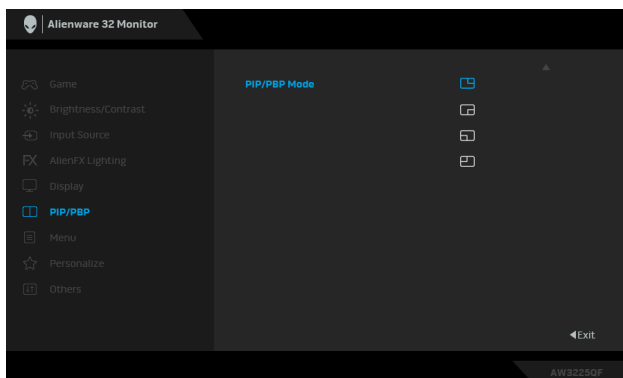 Alienware 32 Monitor
Game
PIP/PBP Mode
Brightness/Contrast
Input Source
FX AlienFX Lighting
Display
PIP/PBP
Menu
Personalize
Others
Exit
AW3225QF